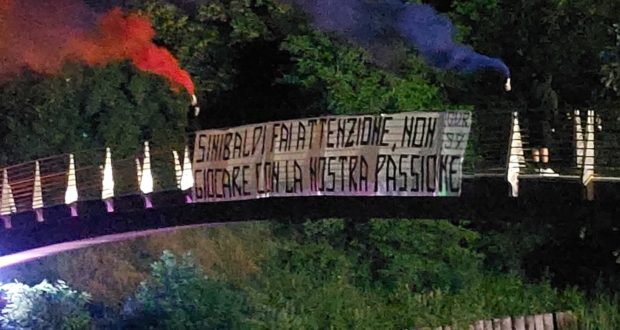 SINIBALDI FAI ATTENZIONE, NON
GIOCARE CON LA NOSTRA PASSIONE